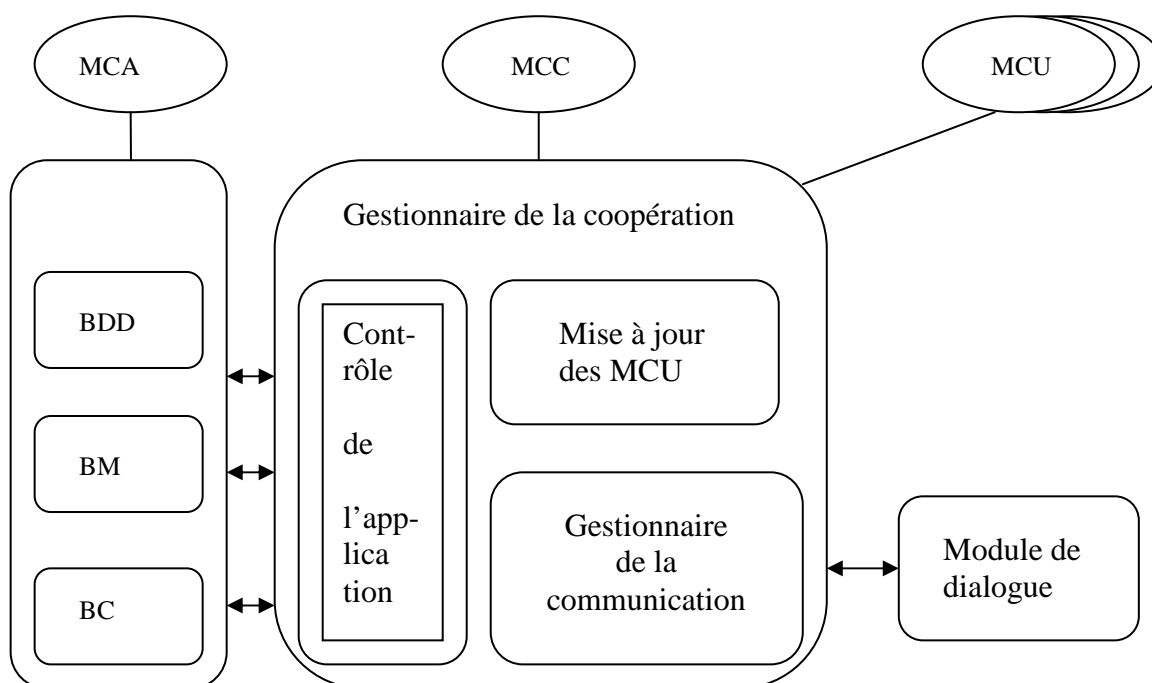 MCA
MCC
MCU
Gestionnaire de la coopération
BDD
BM
BC
Cont-
rôle
de
l’app-
lica
tion
Mise à jour
des MCU
Gestionnaire
de la
communication
Module de
dialogue